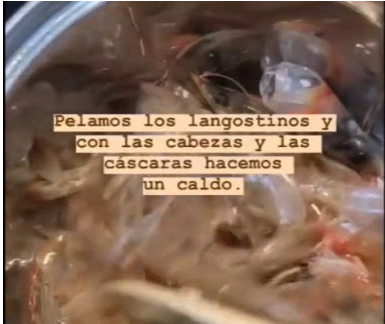 Pelamos los langostinos y
con las cabezas y las
cáscaras hacemos
un caldo.